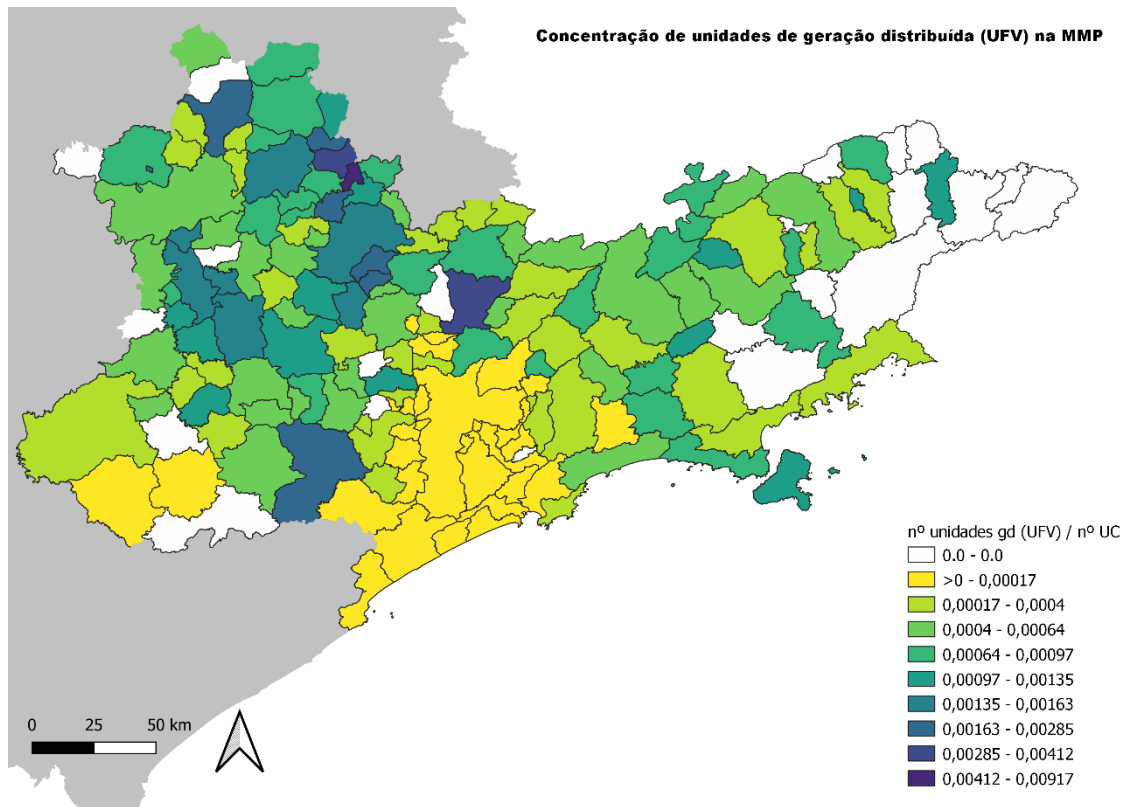 Concentração de unidades de geração distribuída (UFV) na MMP
nº unidades gd (UFV) / nº UC
0.0 - 0.0
>0 - 0,00017
0,00017 - 0,0004
0,0004 - 0,00064
0,00064 - 0,00097
0,00097 - 0,00135
0,00135 - 0,00163
0,00163 - 0,00285
0,00285 - 0,00412
0,00412 - 0,00917
0 25 50 km